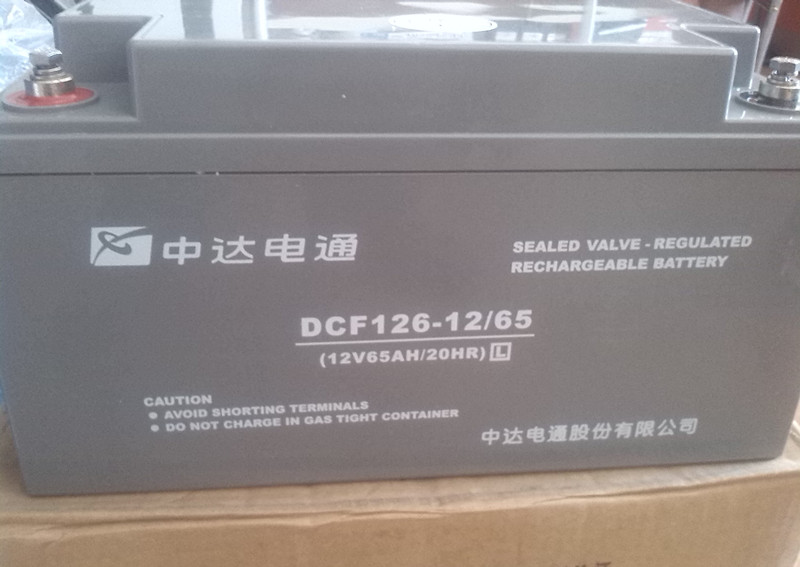 中达电通
SEALED VALVE-REGULATED
RECHARGEABLE BATTERY
DCF126-12/65
(12V65AH/20HR) L
CAUTION
● AVOID SHORTING TERMINALS
● DO NOT CHARGE IN GAS TIGHT CONTAINER
中达电通股份有限公司